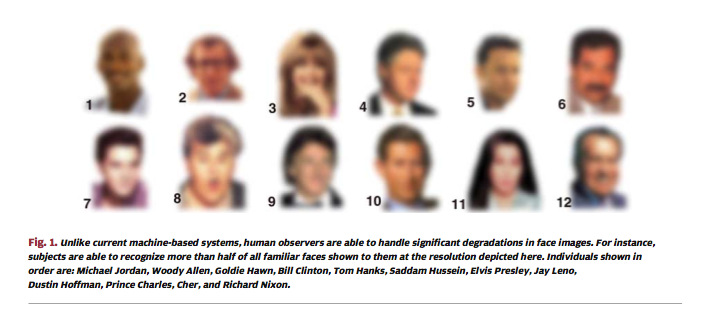 1 2 3 4 5 6
7 8 9 10 11 12
Fig. 1. Unlike current machine-based systems, human observers are able to handle significant degradations in face images. For instance,
subjects are able to recognize more than half of all familiar faces shown to them at the resolution depicted here. Individuals shown in
order are: Michael Jordan, Woody Allen, Goldie Hawn, Bill Clinton, Tom Hanks, Saddam Hussein, Elvis Presley, Jay Leno,
Dustin Hoffman, Prince Charles, Cher, and Richard Nixon.